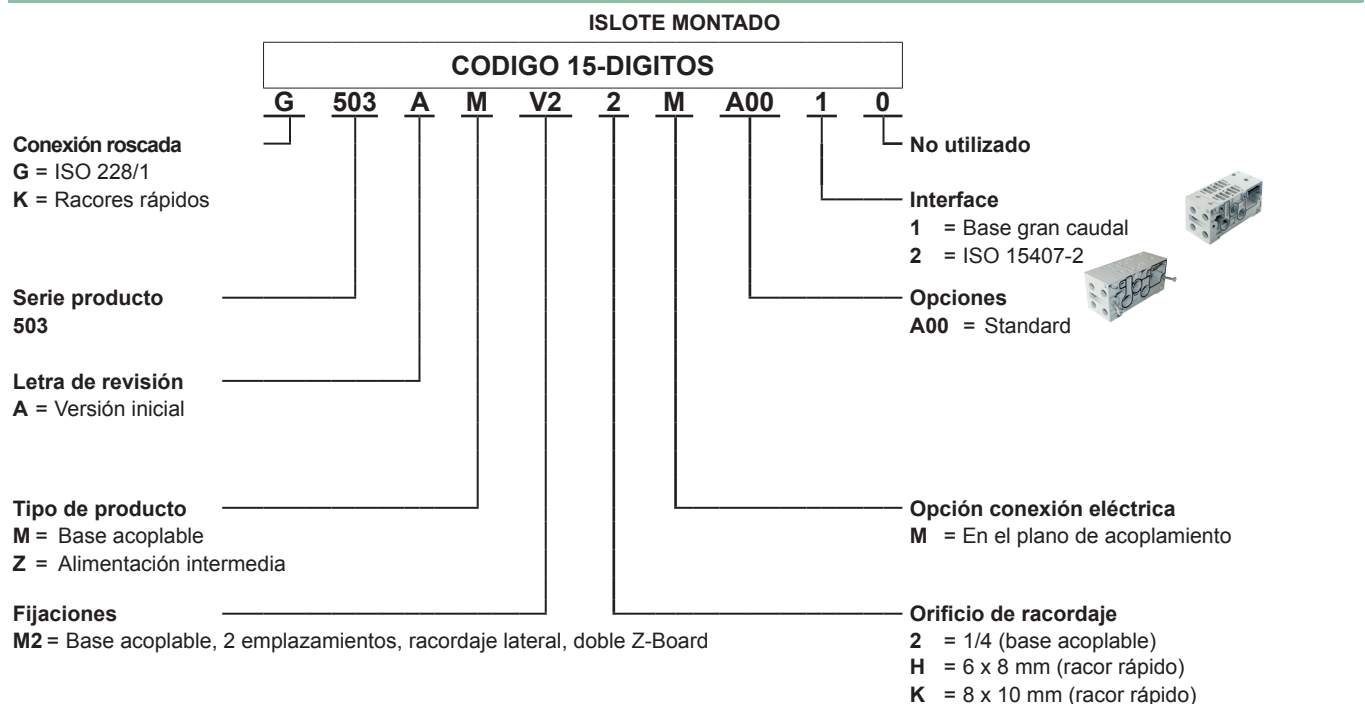 ISLOTE MONTADO
CODIGO 15-DIGITOS
G 503 A M V2 2 M A00 1 0
Conexión roscada
G = ISO 228/1
K = Racores rápidos
Serie producto
503
Letra de revisión
A = Versión inicial
Tipo de producto
M = Base acoplable
Z = Alimentación intermedia
Fijaciones
M2 = Base acoplable, 2 emplazamientos, racordaje lateral, doble Z-Board
No utilizado
Interface
1 = Base gran caudal
2 = ISO 15407-2
Opciones
A00 = Standard
Opción conexión eléctrica
M = En el plano de acoplamiento
Orificio de racordaje
2 = 1/4 (base acoplable)
H = 6 x 8 mm (racor rápido)
K = 8 x 10 mm (racor rápido)